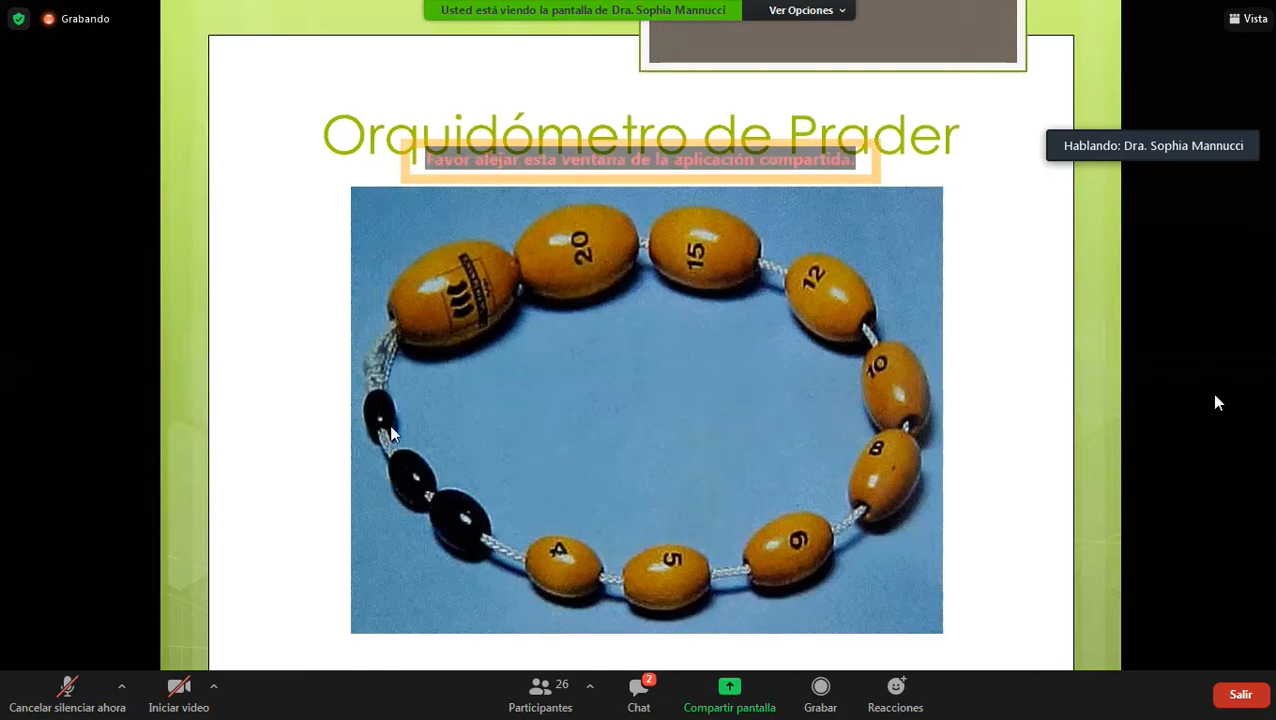 Usted está viendo la pantalla de Dra. Sophia Mannucci
Ver Opciones
Grabando
Vista
Orquidómetro de Prader
Favor alejar esta ventana de la aplicación compartida.
Hablando: Dra. Sophia Mannucci
20
15
12
10
8
6
5
4
Cancelar silenciar ahora
Iniciar video
26
Participantes
2
Chat
Compartir pantalla
Grabar
Reacciones
Salir